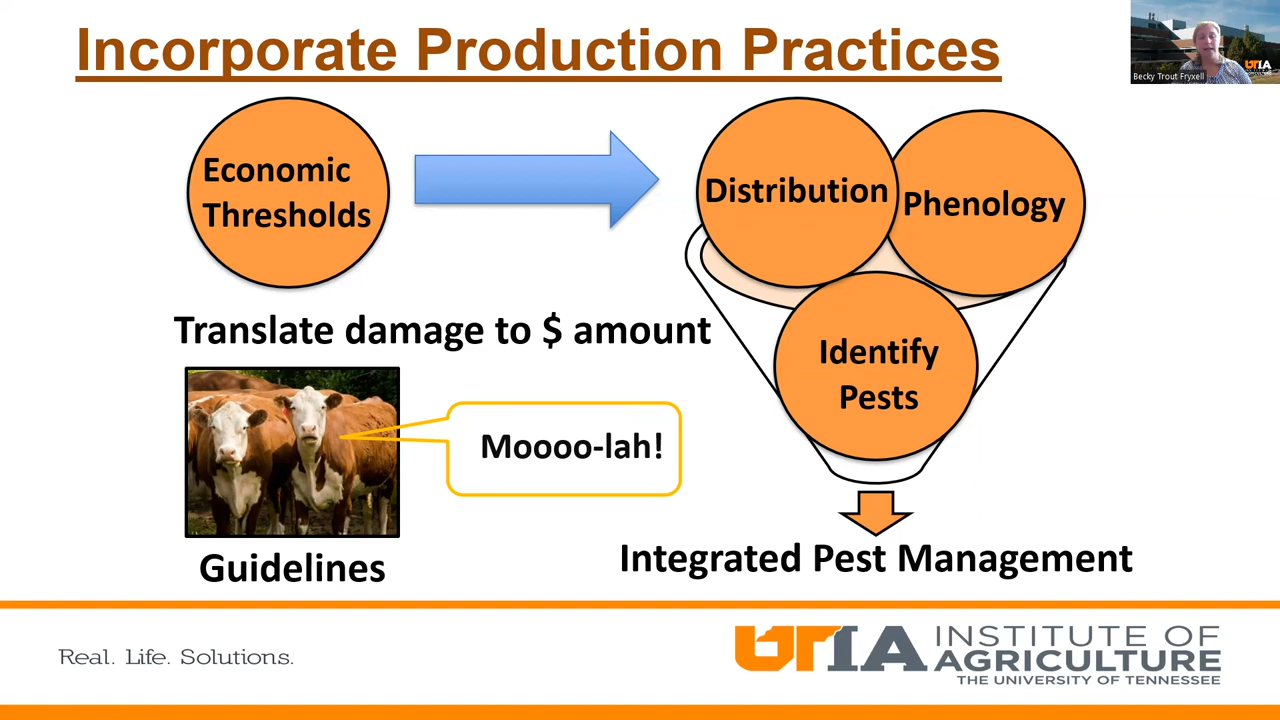 Incorporate Production Practices
Becky Trout Fryxell
UTIA
Economic
Thresholds
Distribution
Phenology
Identify
Pests
Translate damage to $ amount
Moooo-lah!
Guidelines
Integrated Pest Management
Real. Life. Solutions.
UTIA INSTITUTE OF
AGRICULTURE
THE UNIVERSITY OF TENNESSEE